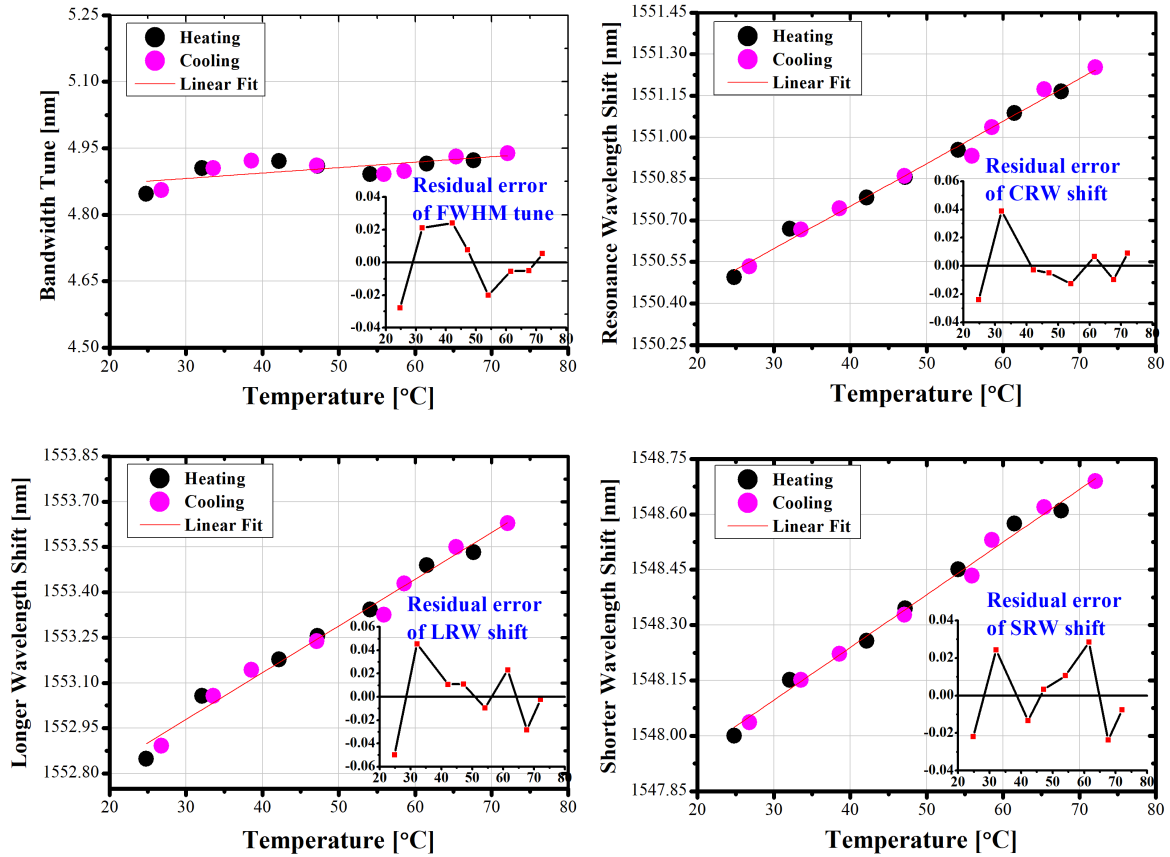 5.25
5.10
4.95
4.80
4.65
4.50
Bandwidth Tune [nm]
Heating
Cooling
Linear Fit
Residual error
of FWHM tune
0.04
0.02
0.00
-0.02
-0.04
20 30 40 50 60 70 80
20 30 40 50 60 70 80
Temperature [°C]
1551.45
1551.30
1551.15
1551.00
1550.85
1550.70
1550.55
1550.40
1550.25
Resonance Wavelength Shift [nm]
Heating
Cooling
Linear Fit
Residual error
of CRW shift
0.06
0.04
0.02
0.00
-0.02
-0.04
20 30 40 50 60 70 80
20 30 40 50 60 70 80
Temperature [°C]
1553.85
1553.70
1553.55
1553.40
1553.25
1553.10
1552.95
1552.80
Longer Wavelength Shift [nm]
Heating
Cooling
Linear Fit
Residual error
of LRW shift
0.06
0.04
0.02
0.00
-0.02
-0.04
-0.06
20 30 40 50 60 70 80
20 30 40 50 60 70 80
Temperature [°C]
1548.75
1548.60
1548.45
1548.30
1548.15
1548.00
1547.85
Shorter Wavelength Shift [nm]
Heating
Cooling
Linear Fit
Residual error
of SRW shift
0.04
0.02
0.00
-0.02
-0.04
20 30 40 50 60 70 80
20 30 40 50 60 70 80
Temperature [°C]